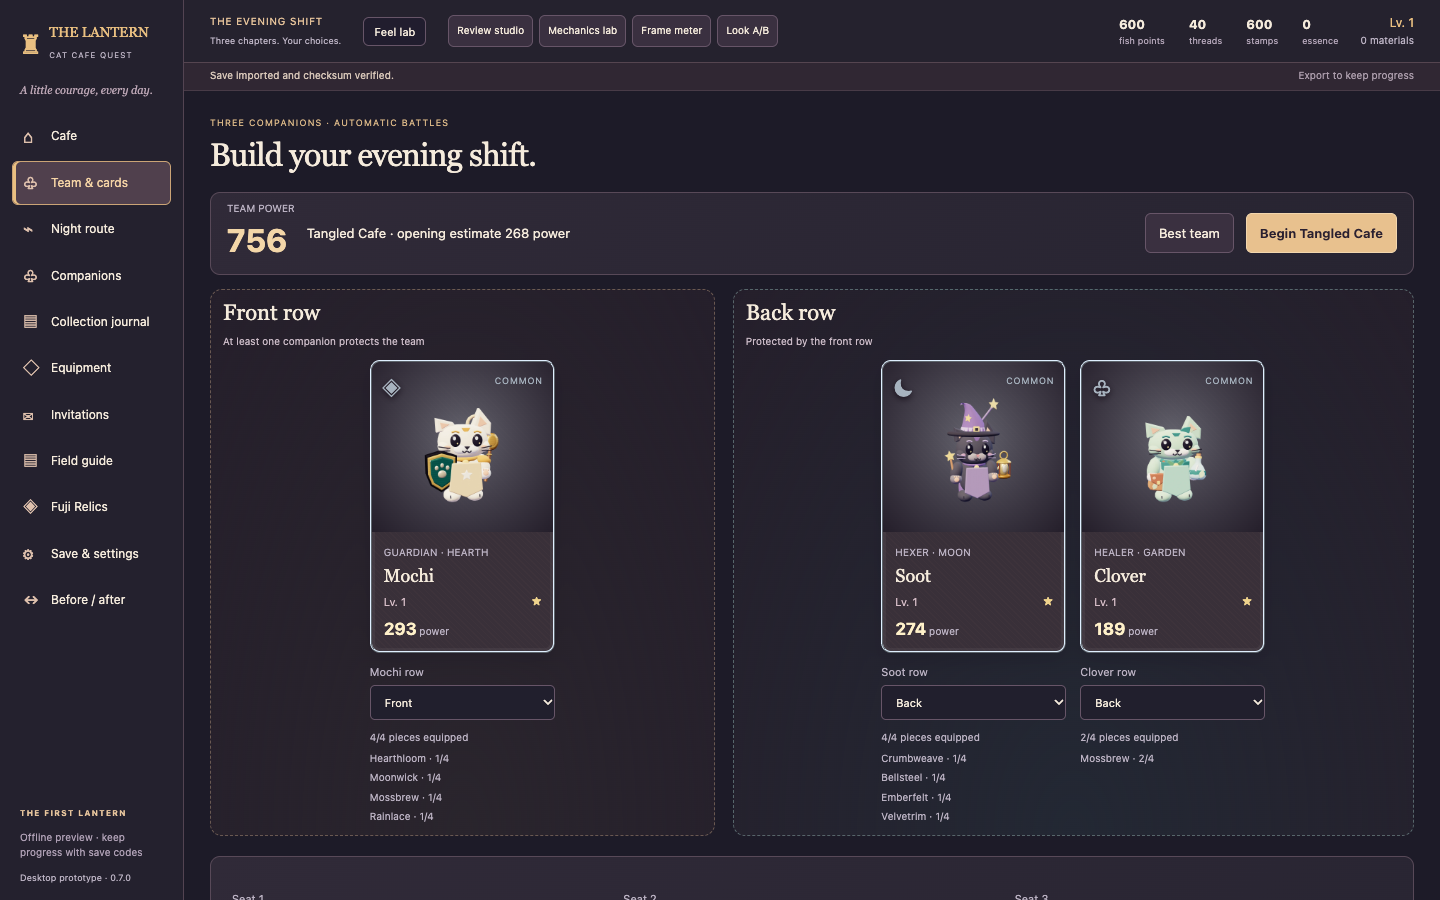 THE LANTERN
CAT CAFE QUEST
A little courage, every day.
Cafe
Team & cards
Night route
Companions
Collection journal
Equipment
Invitations
Field guide
Fuji Relics
Save & settings
Before / after
THE FIRST LANTERN
Offline preview · keep
progress with save codes
Desktop prototype · 0.7.0
THE EVENING SHIFT
Three chapters. Your choices.
Feel lab
Review studio
Mechanics lab
Frame meter
Look A/B
600
fish points
40
threads
600
stamps
0
essence
Lv. 1
0 materials
Save imported and checksum verified.
Export to keep progress
THREE COMPANIONS · AUTOMATIC BATTLES
Build your evening shift.
TEAM POWER
756
Tangled Cafe · opening estimate 268 power
Best team
Begin Tangled Cafe
Front row
At least one companion protects the team
COMMON
GUARDIAN · HEARTH
Mochi
Lv. 1
293 power
Mochi row
Front
4/4 pieces equipped
Hearthloom · 1/4
Moonwick · 1/4
Mossbrew · 1/4
Rainlace · 1/4
Back row
Protected by the front row
COMMON
HEXER · MOON
Soot
Lv. 1
274 power
Soot row
Back
4/4 pieces equipped
Crumbweave · 1/4
Bellsteel · 1/4
Emberfelt · 1/4
Velvetrim · 1/4
COMMON
HEALER · GARDEN
Clover
Lv. 1
189 power
Clover row
Back
2/4 pieces equipped
Mossbrew · 2/4
Seat 1
Seat 2
Seat 3